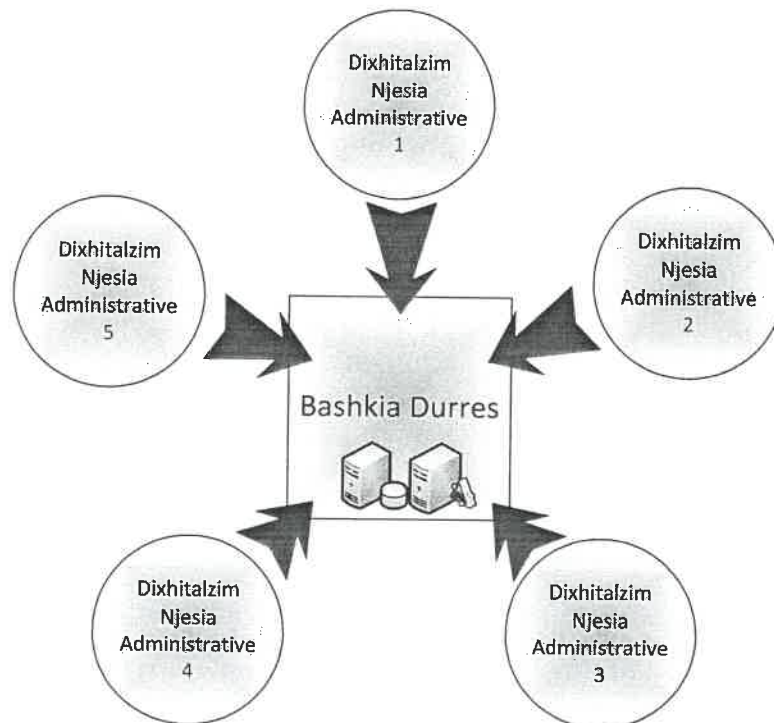 Dixhitalzim
Njesia
Administrative
1
Dixhitalzim
Njesia
Administrative
5
Dixhitalzim
Njesia
Administrative
2
Bashkia Durres
Dixhitalzim
Njesia
Administrative
4
Dixhitalzim
Njesia
Administrative
3